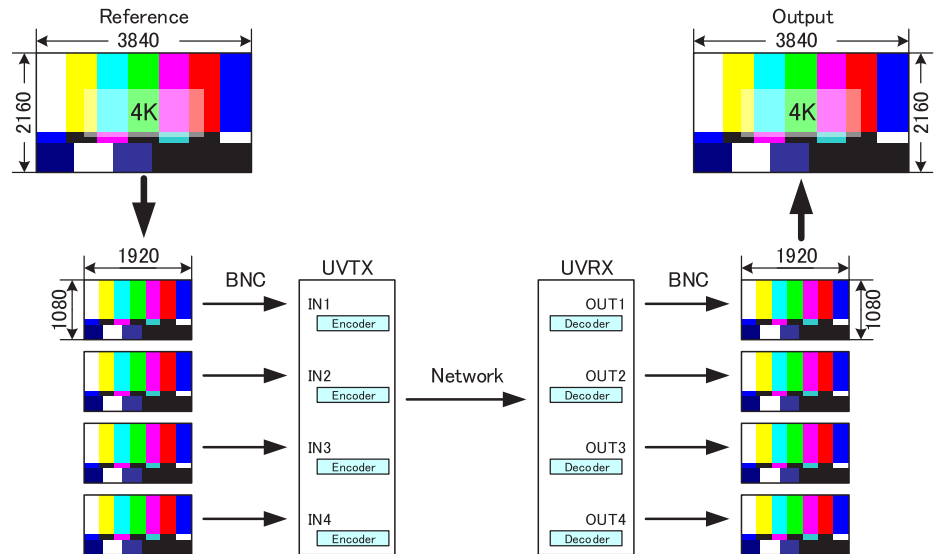 Reference
3840
2160
4K
Output
3840
4K
2160
1920
1080
BNC
UVTX
IN1
Encoder
IN2
Encoder
IN3
Encoder
IN4
Encoder
Network
UVRX
OUT1
Decoder
OUT2
Decoder
OUT3
Decoder
OUT4
Decoder
BNC
1920
1080